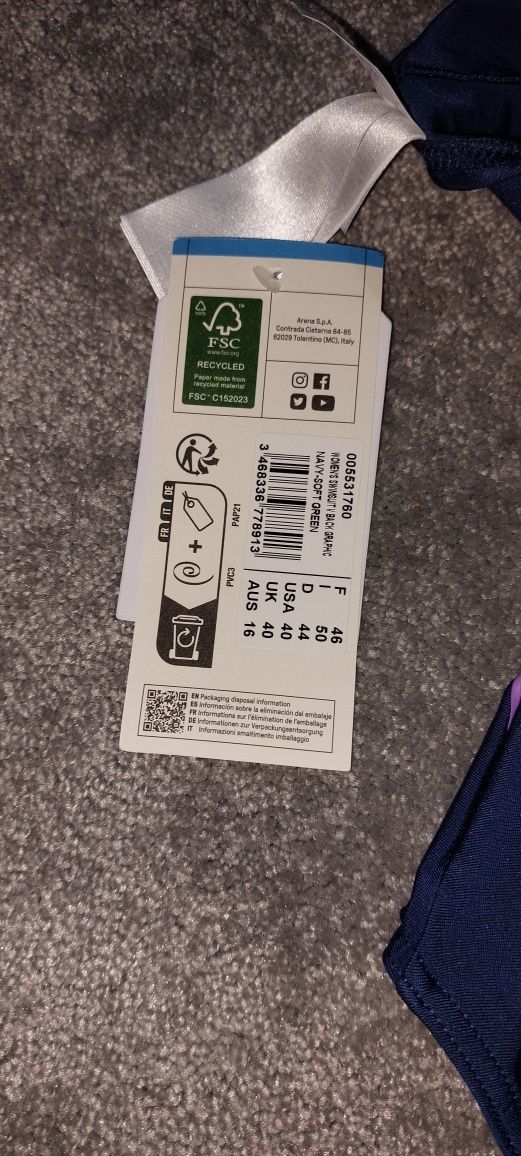 100%
FSC
™
www.fsc.org
RECYCLED
Paper made from
recycled material
FSC™ C152023
Arena S.p.A.
Contrada Cisterna 84-85
62029 Tolentino (MC), Italy
005531760
WOMEN'S SWIMSUIT V BACK GRAPHIC
NAVY-SOFT GREEN
3 468336 778913
F 46
I 50
D 44
USA 40
UK 40
AUS 16
FR IT DE
PAP21
PVC3
EN Packaging disposal information
ES Información sobre la eliminación del embalaje
FR Informations sur l'élimination de l'emballage
DE Informationen zur Verpackungsentsorgung
IT Informazioni smaltimento imballaggio